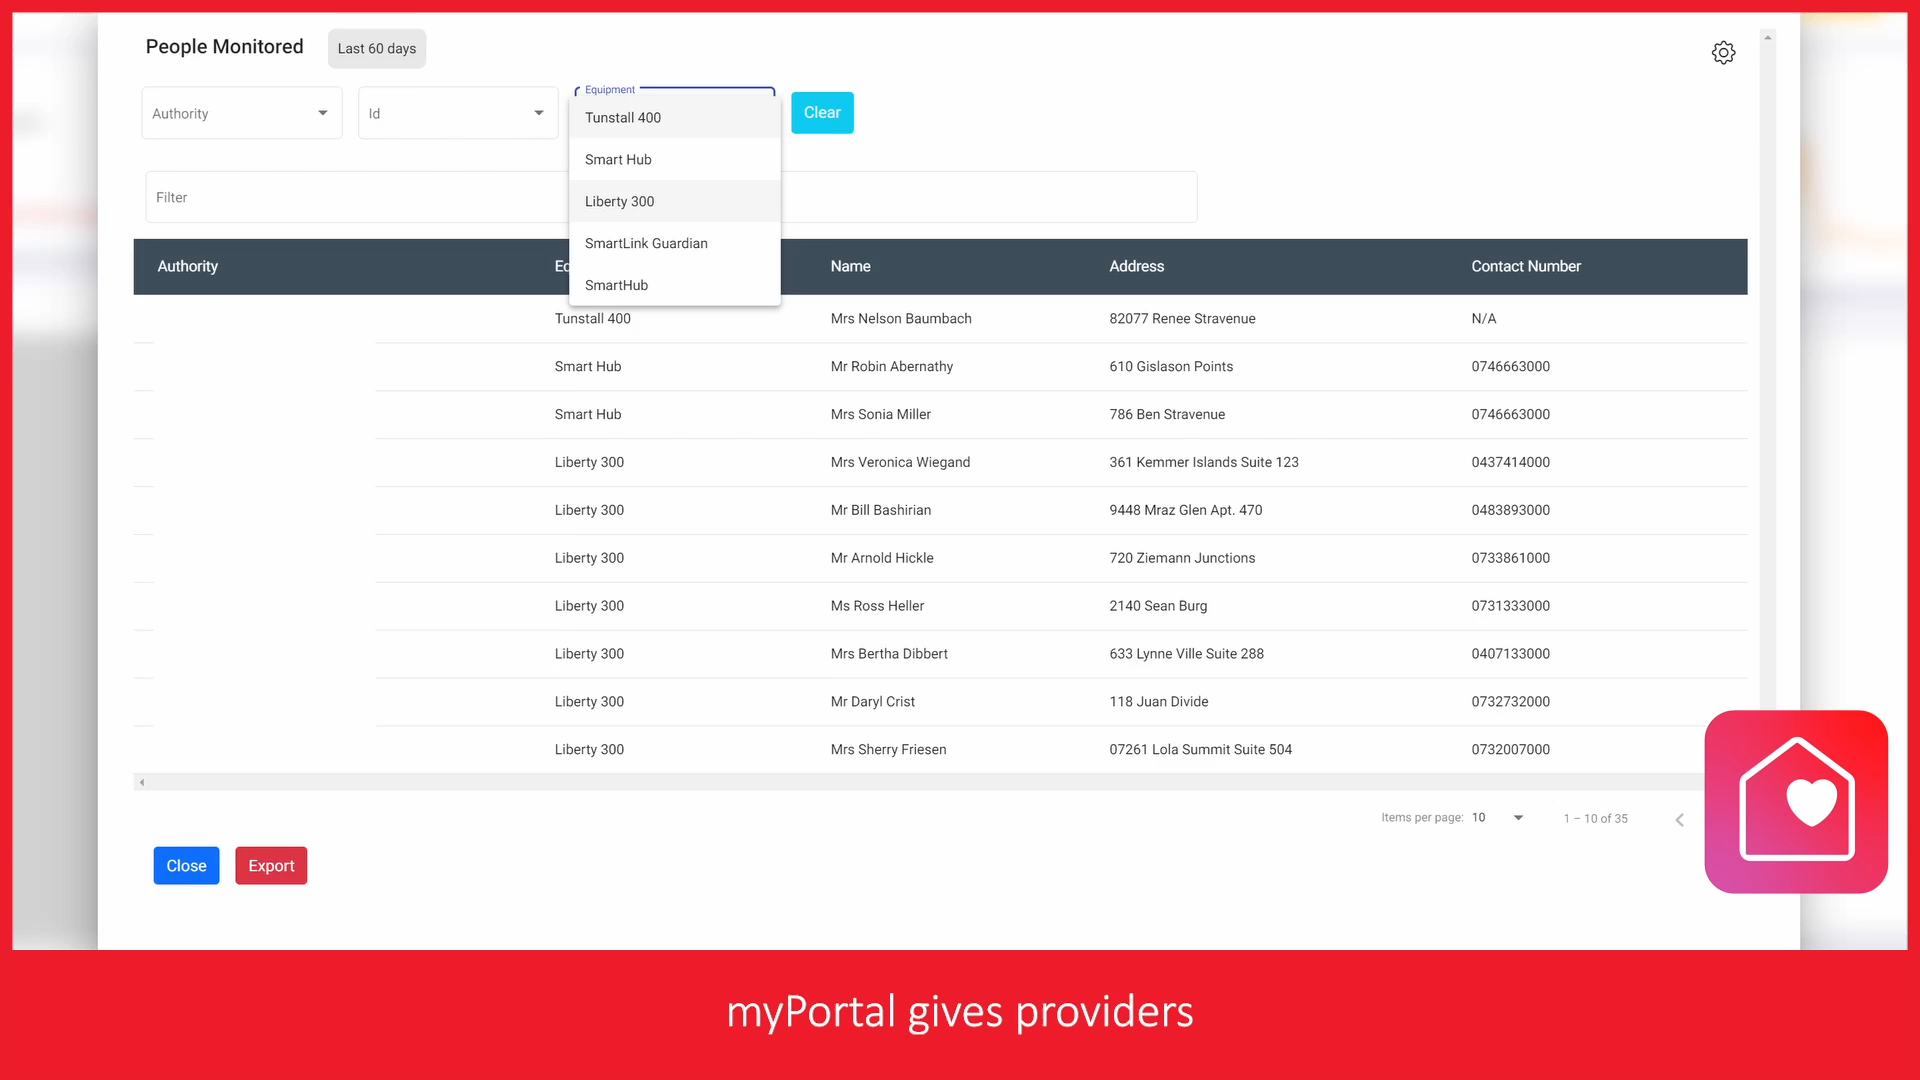 People Monitored
Last 60 days
Authority
Id
Equipment
Clear
Tunstall 400
Smart Hub
Liberty 300
SmartLink Guardian
SmartHub
Filter
Authority Name Address Contact Number
Tunstall 400 Mrs Nelson Baumbach 82077 Renee Stravenue N/A
Smart Hub Mr Robin Abernathy 610 Gislason Points 0746663000
Smart Hub Mrs Sonia Miller 786 Ben Stravenue 0746663000
Liberty 300 Mrs Veronica Wiegand 361 Kemmer Islands Suite 123 0437414000
Liberty 300 Mr Bill Bashirian 9448 Mraz Glen Apt. 470 0483893000
Liberty 300 Mr Arnold Hickle 720 Ziemann Junctions 0733861000
Liberty 300 Ms Ross Heller 2140 Sean Burg 0731333000
Liberty 300 Mrs Bertha Dibbert 633 Lynne Ville Suite 288 0407133000
Liberty 300 Mr Daryl Crist 118 Juan Divide 0732732000
Liberty 300 Mrs Sherry Friesen 07261 Lola Summit Suite 504 0732007000
Items per page: 10 1 – 10 of 35
Close
Export
myPortal gives providers